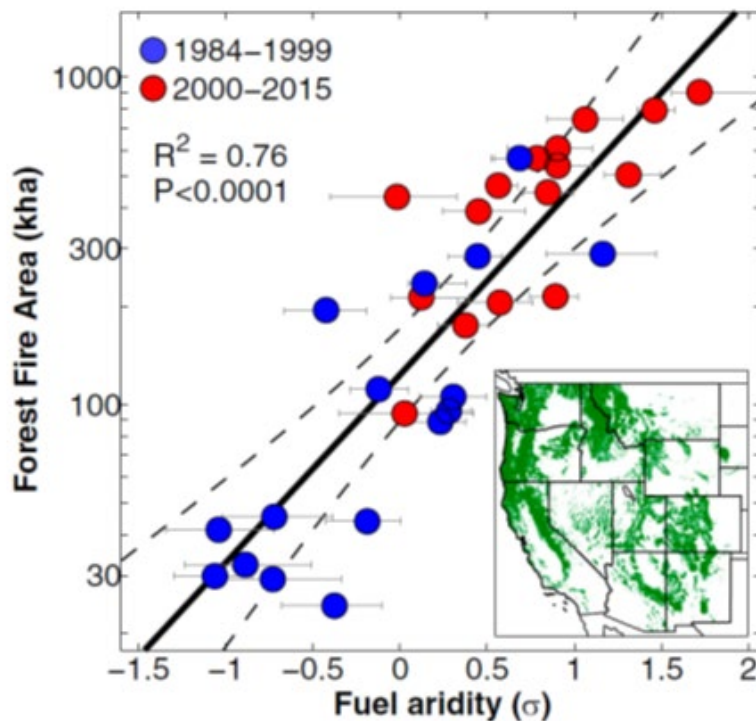 1984−1999
2000−2015
R² = 0.76
P<0.0001
Forest Fire Area (kha)
1000
300
100
30
−1.5 −1 −0.5 0 0.5 1 1.5 2
Fuel aridity (σ)